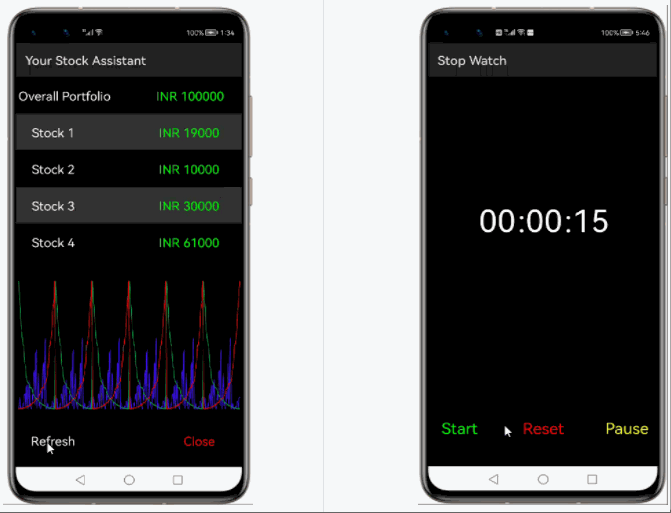 100% 1:34
Your Stock Assistant
Overall Portfolio INR 100000
Stock 1 INR 19000
Stock 2 INR 10000
Stock 3 INR 30000
Stock 4 INR 61000
Refresh Close
100% 5:46
Stop Watch
00:00:15
Start Reset Pause